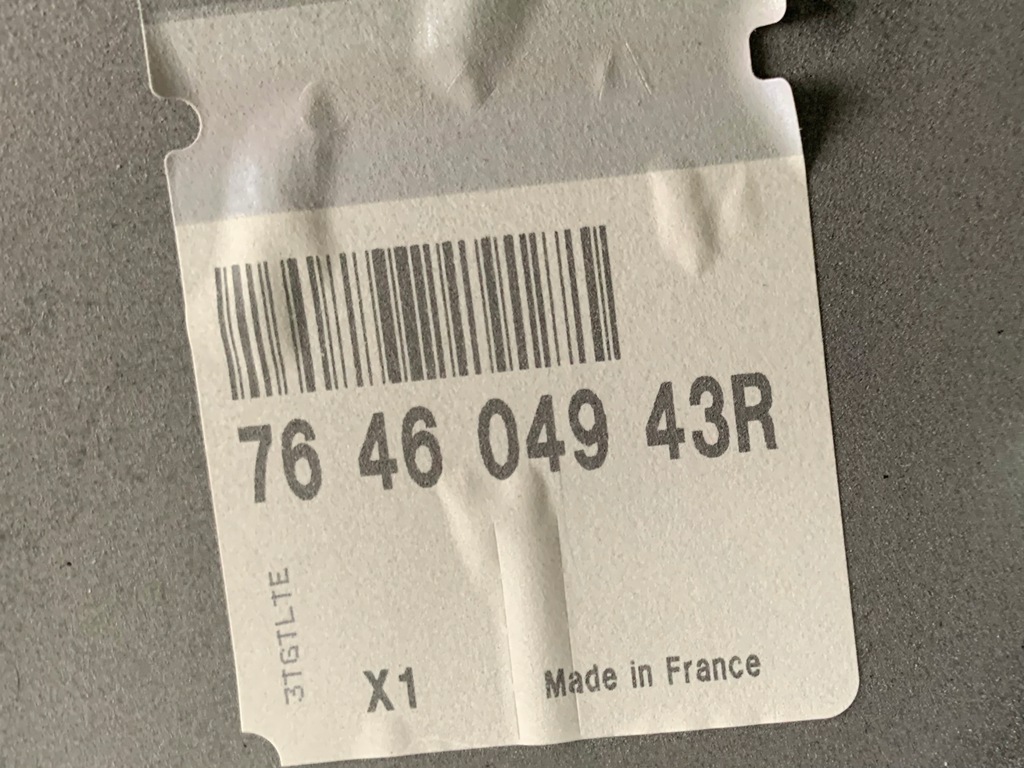 76 46 049 43R
3TGTLTE
X1
Made in France